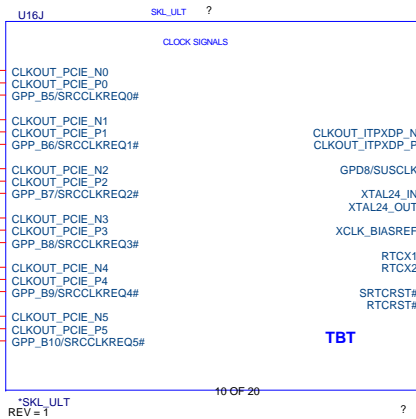 U16J
SKL_ULT
?
CLOCK SIGNALS
CLKOUT_PCIE_N0
CLKOUT_PCIE_P0
GPP_B5/SRCCLKREQ0#
CLKOUT_PCIE_N1
CLKOUT_PCIE_P1
GPP_B6/SRCCLKREQ1#
CLKOUT_PCIE_N2
CLKOUT_PCIE_P2
GPP_B7/SRCCLKREQ2#
CLKOUT_PCIE_N3
CLKOUT_PCIE_P3
GPP_B8/SRCCLKREQ3#
CLKOUT_PCIE_N4
CLKOUT_PCIE_P4
GPP_B9/SRCCLKREQ4#
CLKOUT_PCIE_N5
CLKOUT_PCIE_P5
GPP_B10/SRCCLKREQ5#
CLKOUT_ITPXDP_N
CLKOUT_ITPXDP_P
GPD8/SUSCLK
XTAL24_IN
XTAL24_OUT
XCLK_BIASREF
RTCX1
RTCX2
SRTCRST#
RTCRST#
TBT
10 OF 20
*SKL_ULT
REV = 1
?